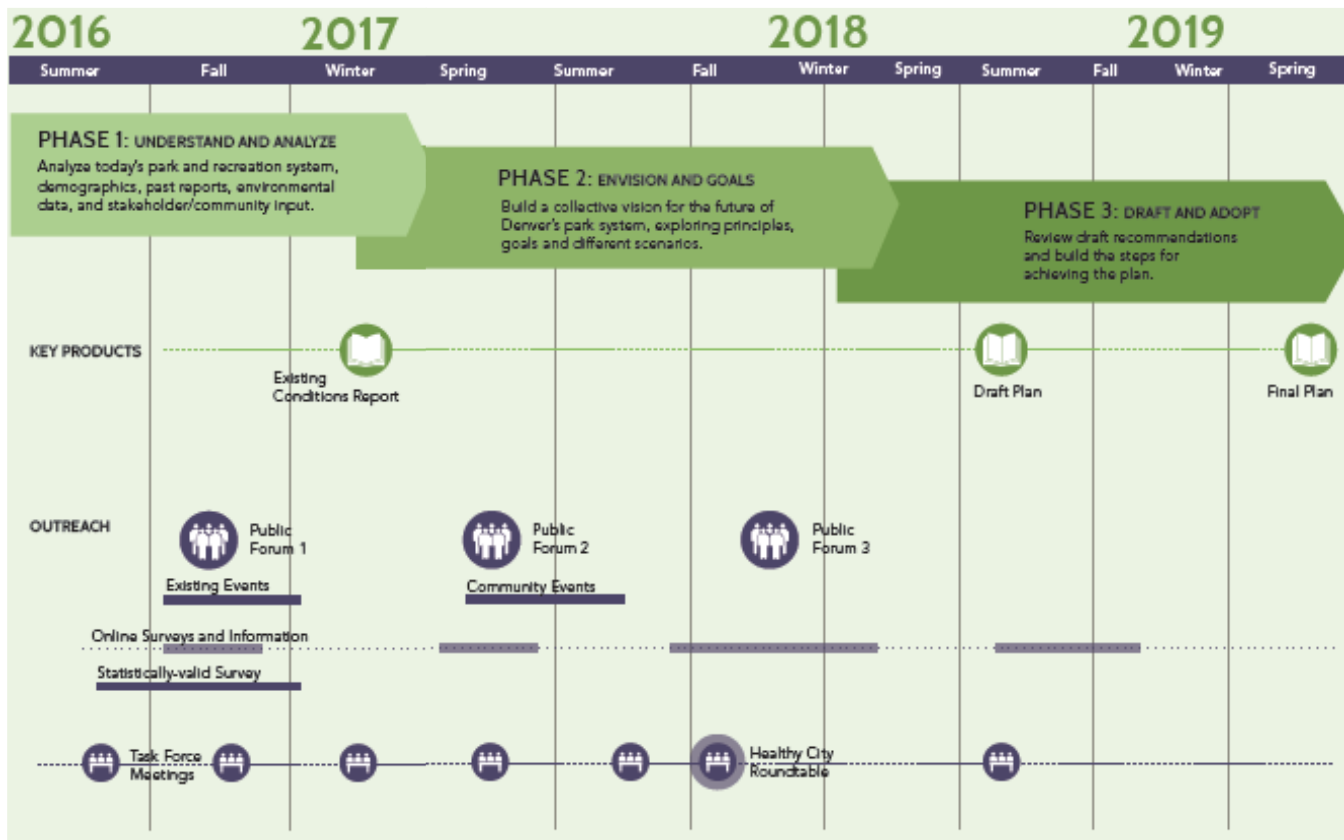 2016 2017 2018 2019
Summer Fall Winter Spring Summer Fall Winter Spring Summer Fall Winter Spring
PHASE 1: UNDERSTAND AND ANALYZE
Analyze today's park and recreation system,
demographics, past reports, environmental
data, and stakeholder/community input.
PHASE 2: ENVISION AND GOALS
Build a collective vision for the future of
Denver's park system, exploring principles,
goals and different scenarios.
PHASE 3: DRAFT AND ADOPT
Review draft recommendations
and build the steps for
achieving the plan.
KEY PRODUCTS
Existing
Conditions Report
Draft Plan
Final Plan
OUTREACH
Public
Forum 1
Public
Forum 2
Public
Forum 3
Existing Events
Community Events
Online Surveys and Information
Statistically-valid Survey
Task Force
Meetings
Healthy City
Roundtable